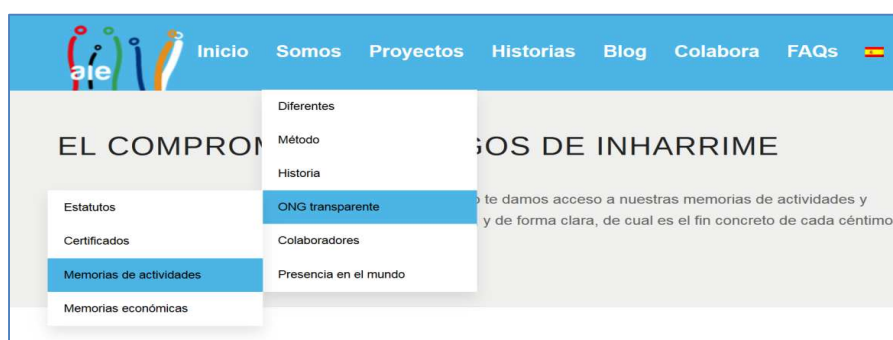 aie
Inicio Somos Proyectos Historias Blog Colabora FAQs
Diferentes
Método
Historia
ONG transparente
Colaboradores
Presencia en el mundo
Estatutos
Certificados
Memorias de actividades
Memorias económicas
EL COMPROM OS DE INHARRIME
te damos acceso a nuestras memorias de actividades y
y de forma clara, de cual es el fin concreto de cada céntimo